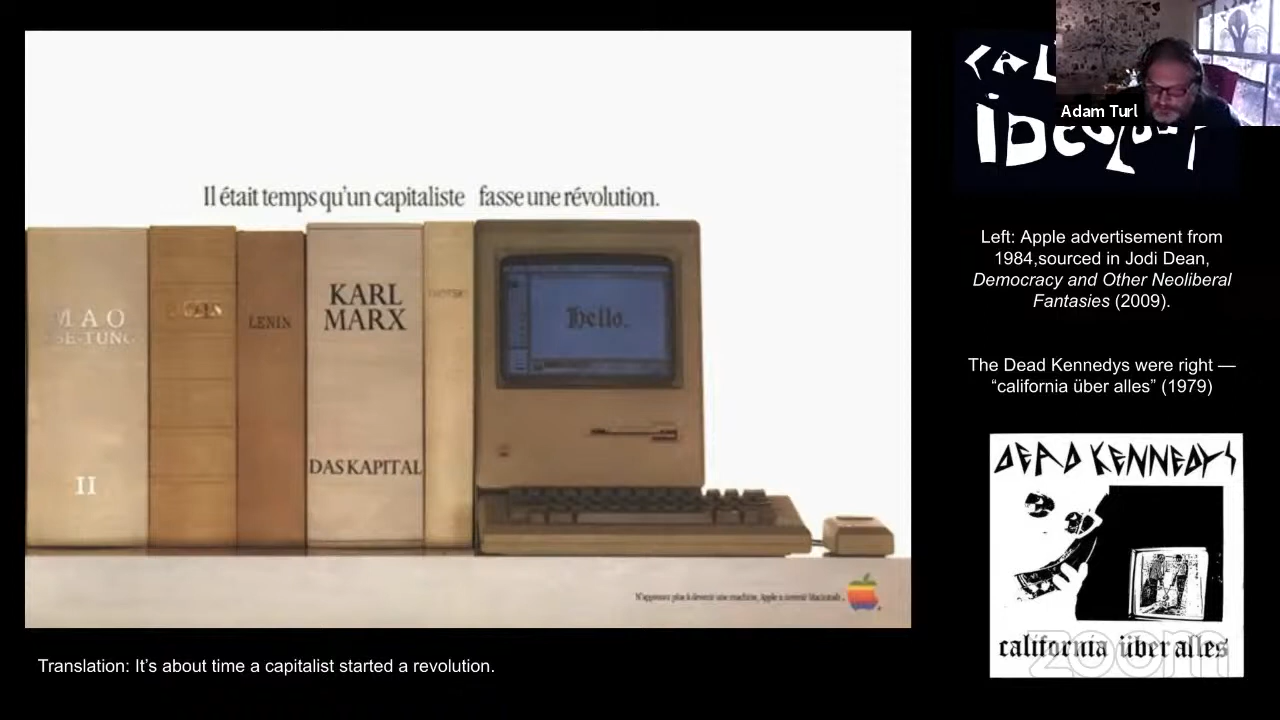 Il était temps qu'un capitaliste fasse une révolution.
MAO
TSE-TUNG
II
LENIN
KARL
MARX
DAS KAPITAL
hello.
Translation: It's about time a capitalist started a revolution.
Adam Turl
Left: Apple advertisement from
1984,sourced in Jodi Dean,
Democracy and Other Neoliberal
Fantasies (2009).
The Dead Kennedys were right —
“california über alles” (1979)
DEAD KENNEDYS
california über alles
zoom